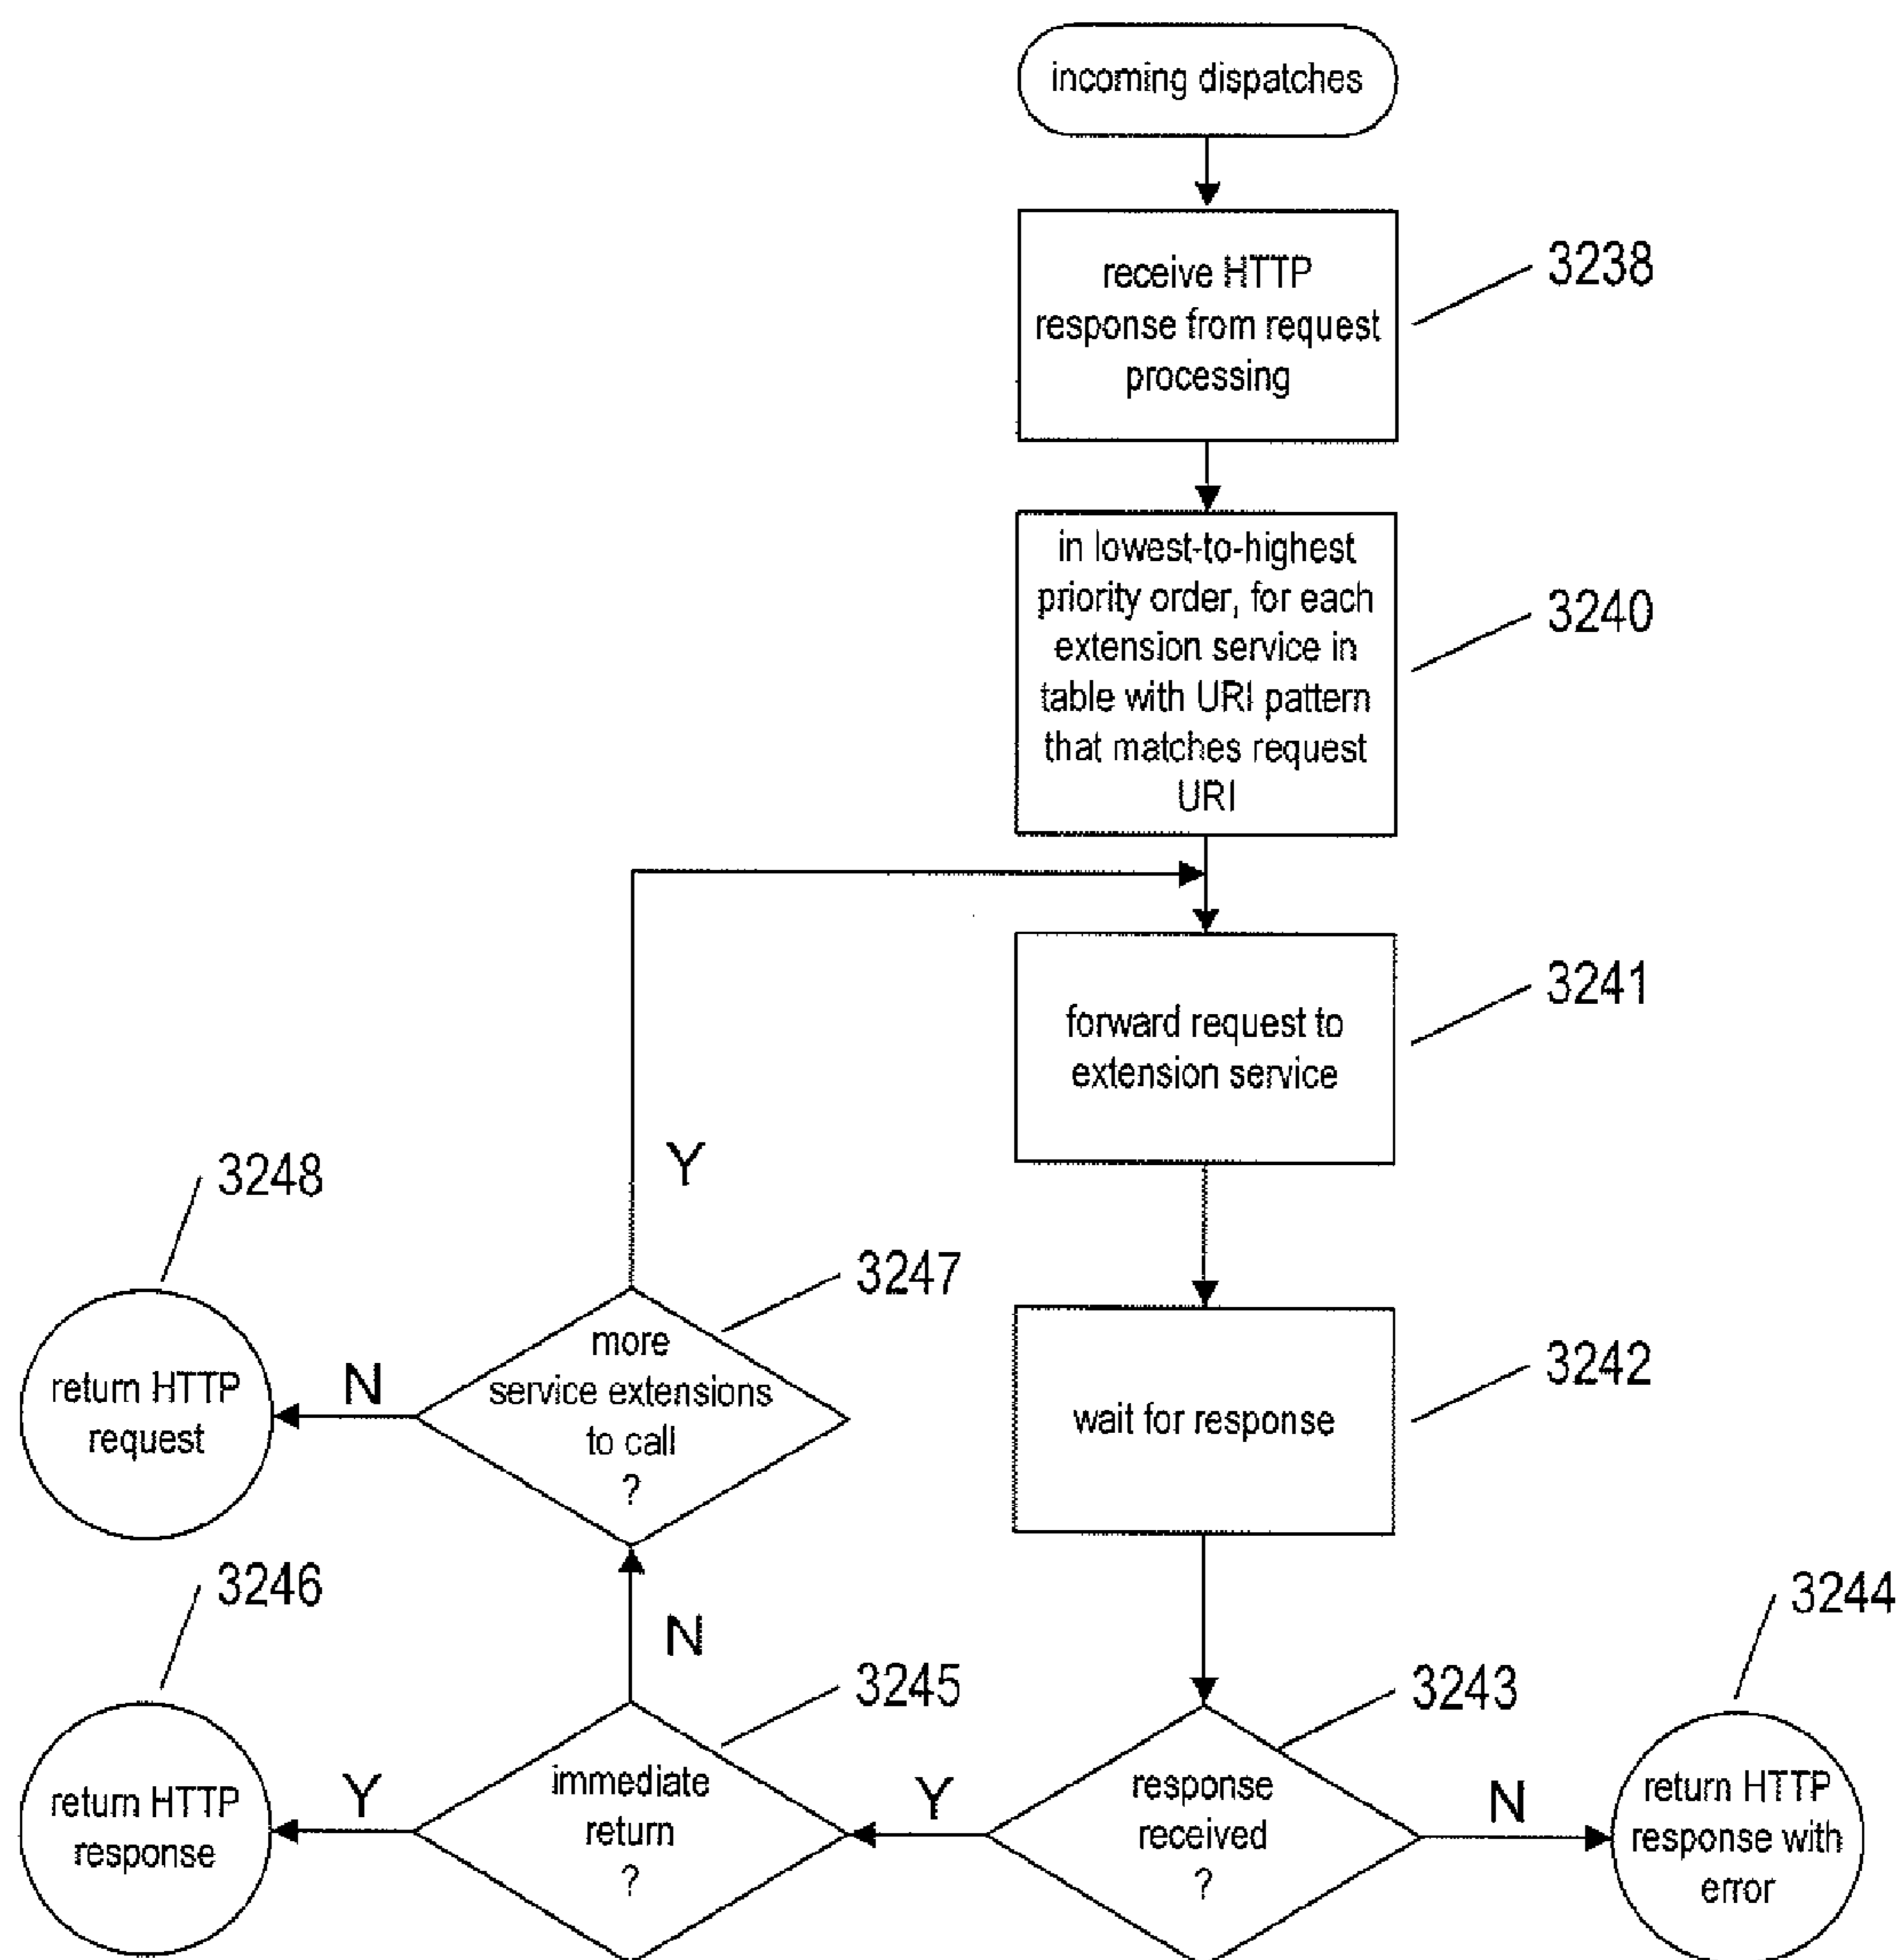 incoming dispatches
receive HTTP
response from request
processing
3238
in lowest-to-highest
priority order, for each
extension service in
table with URI pattern
that matches request
URI
3240
forward request to
extension service
3241
wait for response
3242
response
received
?
3243
N
return HTTP
response with
error
3244
Y
immediate
return
?
3245
Y
return HTTP
response
3246
N
more
service extensions
to call
?
3247
N
return HTTP
request
3248
Y